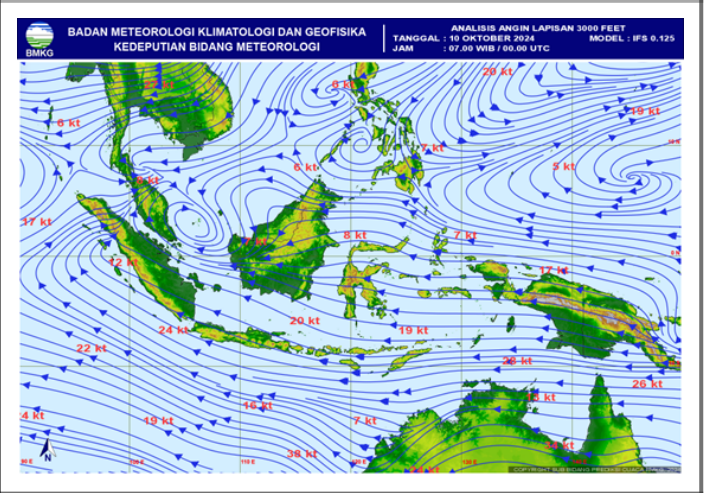 BADAN METEOROLOGI KLIMATOLOGI DAN GEOFISIKA
KEDEPUTIAN BIDANG METEOROLOGI
BMKG
ANALISIS ANGIN LAPISAN 3000 FEET
TANGGAL : 10 OKTOBER 2024 MODEL : IFS 0.125
JAM : 07.00 WIB / 00.00 UTC
20 kt
6 kt
19 kt
6 kt
7 kt
6 kt
5 kt
17 kt
8 kt
7 kt
12 kt
17 kt
20 kt
24 kt
19 kt
22 kt
23 kt
26 kt
15 kt
16 kt
4 kt
19 kt
7 kt
38 kt
N